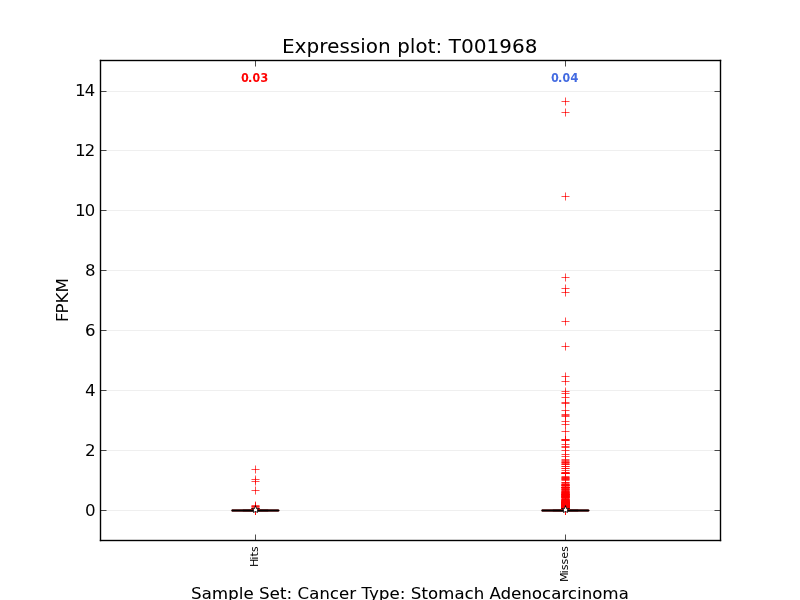 Expression plot: T001968
0.03
0.04
14
12
10
8
6
4
2
0
FPKM
Hits
Misses
Sample Set: Cancer Type: Stomach Adenocarcinoma